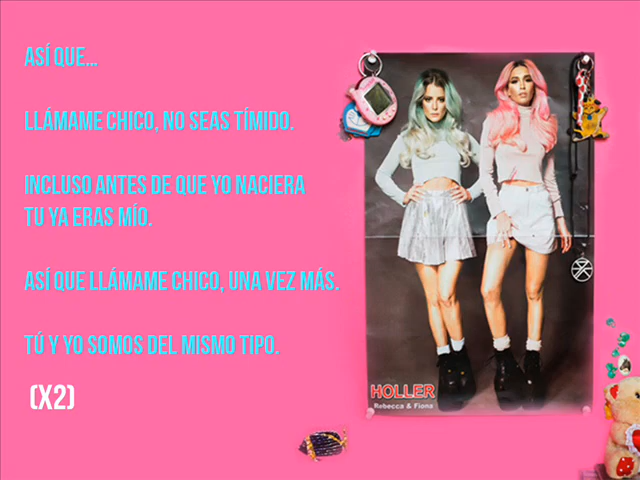 ASÍ QUE...
LLÁMAME CHICO, NO SEAS TÍMIDO.
INCLUSO ANTES DE QUE YO NACIERA
TU YA ERAS MÍO.
ASÍ QUE LLÁMAME CHICO, UNA VEZ MÁS.
TÚ Y YO SOMOS DEL MISMO TIPO.
(X2)
HOLLER
Rebecca & Fiona